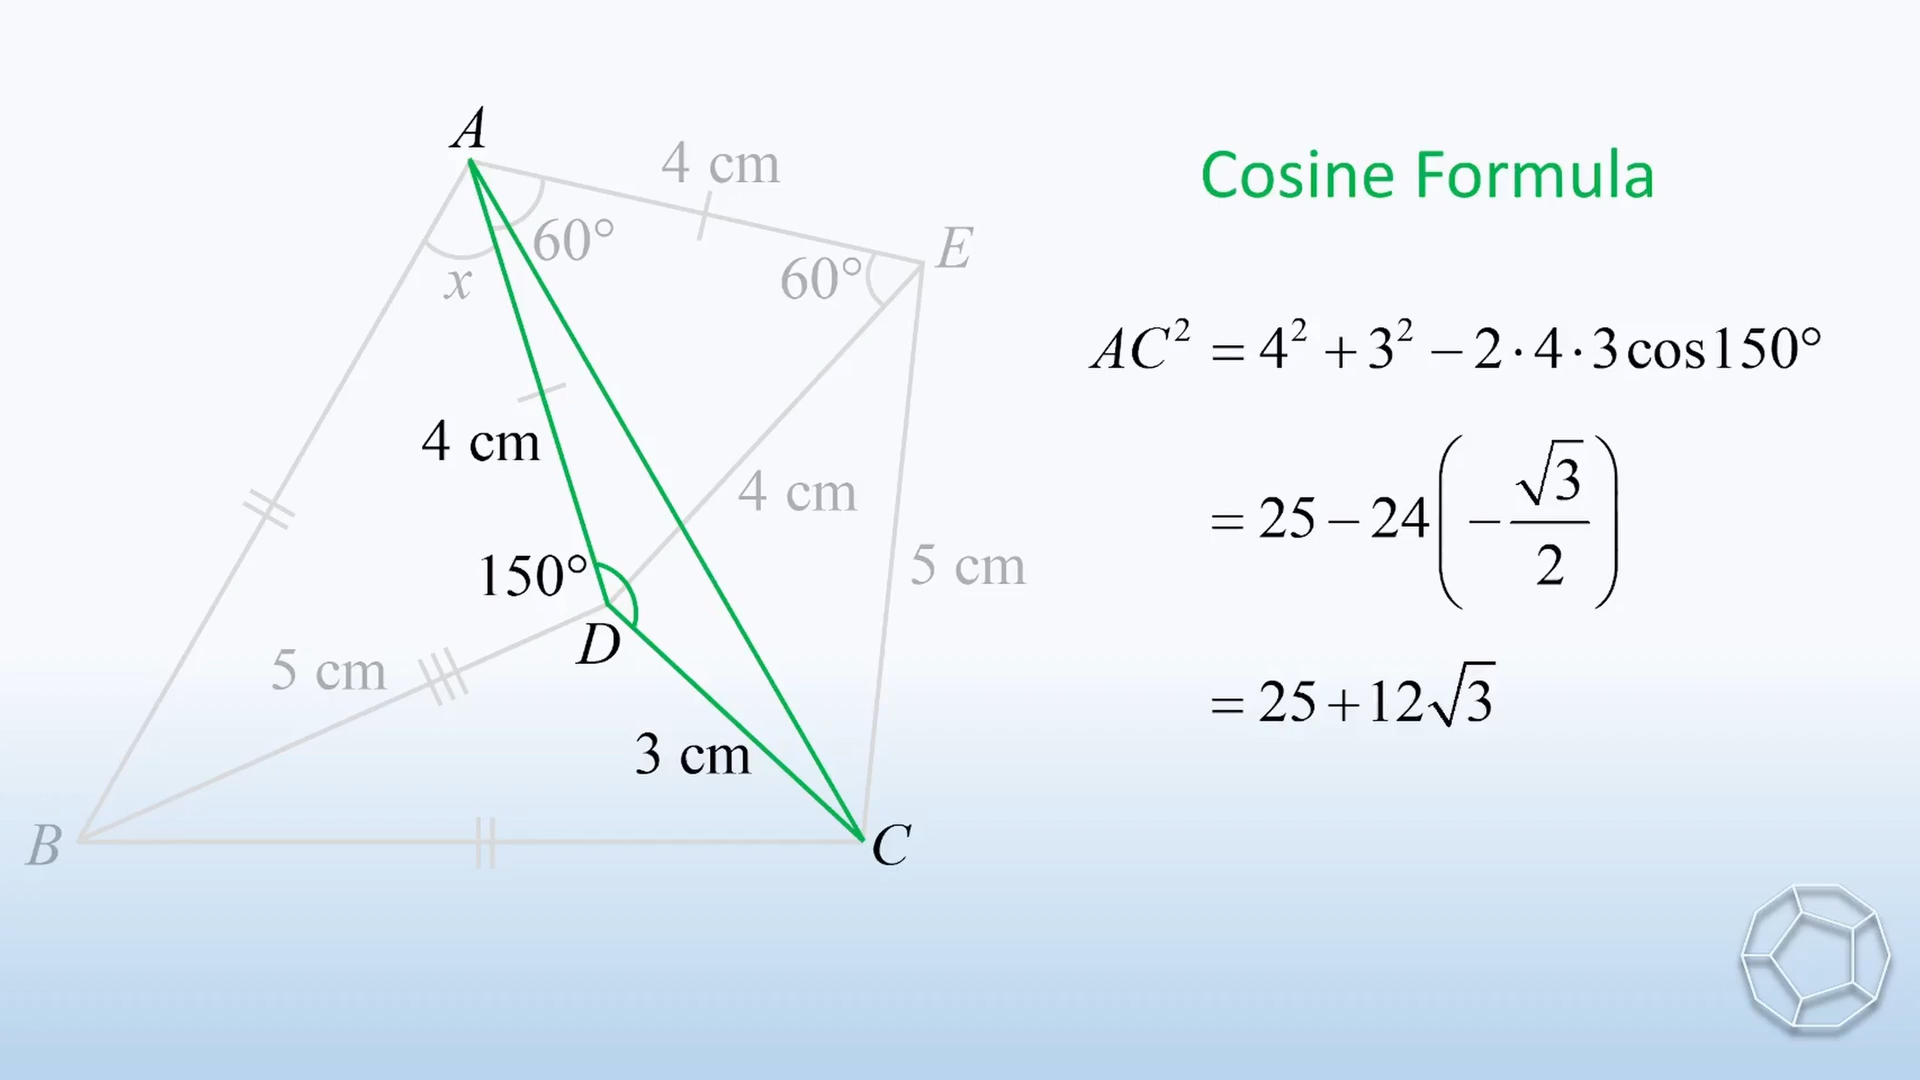 A
4 cm
60°
x
60°
E
4 cm
4 cm
5 cm
150°
D
5 cm
3 cm
B
C
Cosine Formula
AC² = 4² + 3² − 2 · 4 · 3 cos 150°
= 25 − 24(−√3/2)
= 25 + 12√3